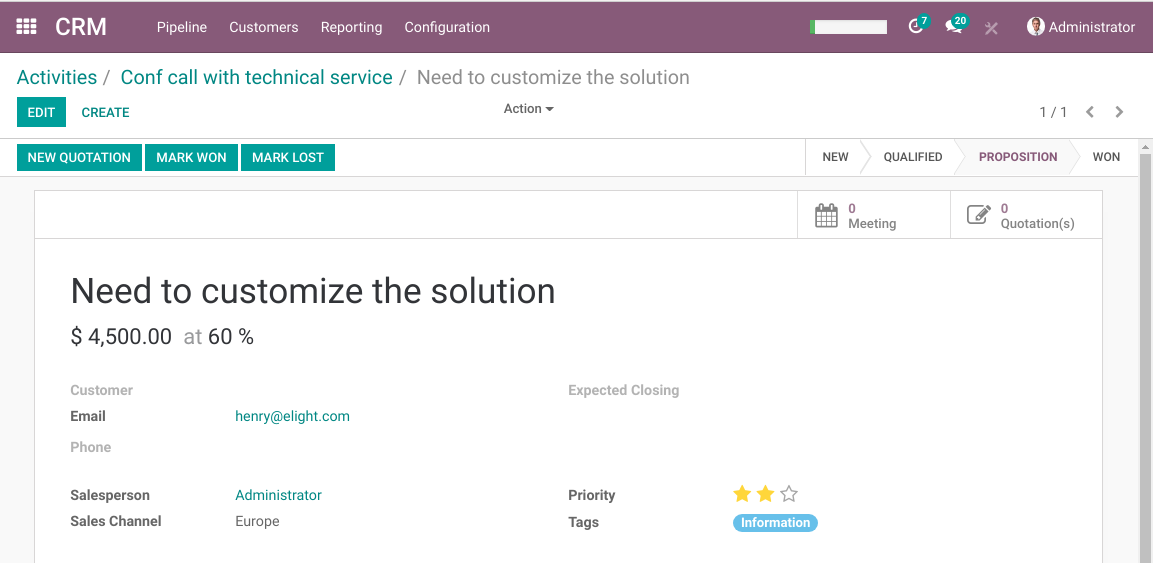 CRM Pipeline Customers Reporting Configuration 7 20 Administrator
Activities / Conf call with technical service / Need to customize the solution
EDIT CREATE Action 1 / 1
NEW QUOTATION MARK WON MARK LOST NEW QUALIFIED PROPOSITION WON
0 0
Meeting Quotation(s)
Need to customize the solution
$ 4,500.00 at 60 %
Customer Expected Closing
Email henry@elight.com
Phone
Salesperson Administrator Priority
Sales Channel Europe Tags Information